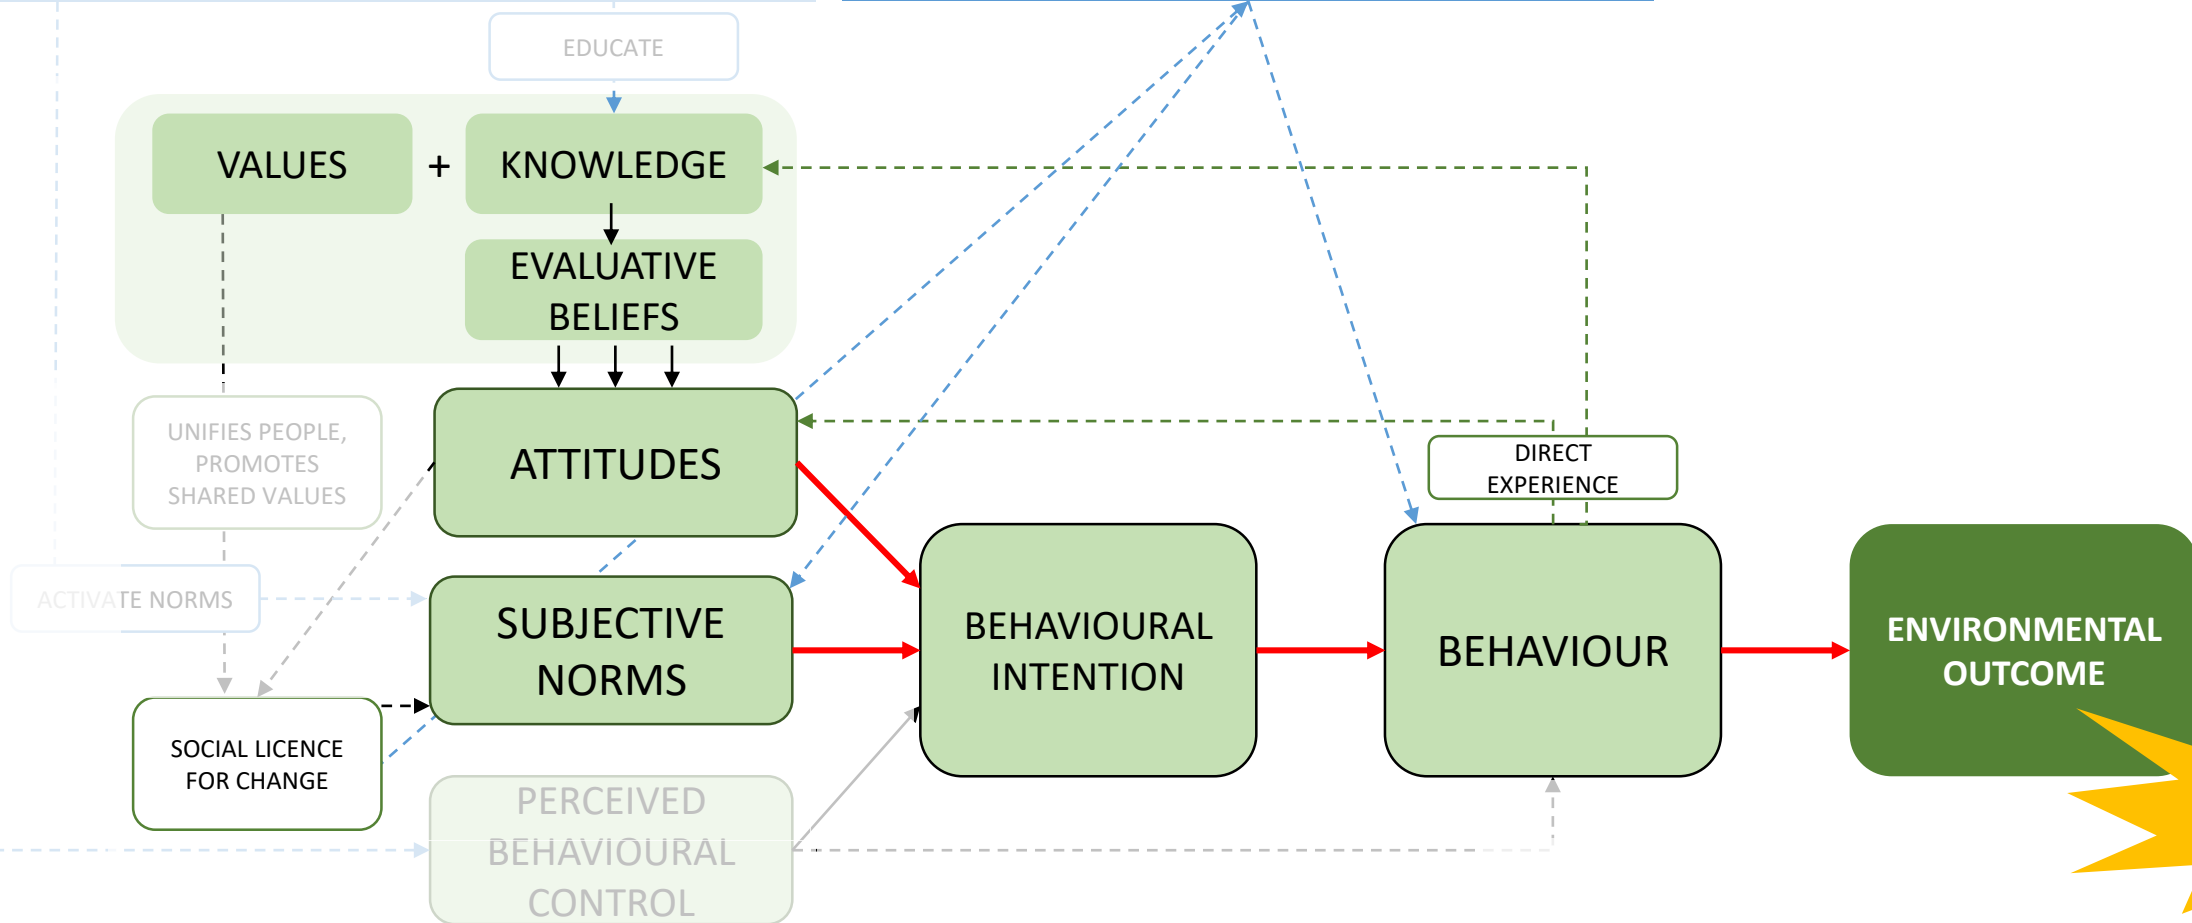 EDUCATE
VALUES
+
KNOWLEDGE
EVALUATIVE
BELIEFS
UNIFIES PEOPLE,
PROMOTES
SHARED VALUES
ATTITUDES
DIRECT
EXPERIENCE
ACTIVATE NORMS
SUBJECTIVE
NORMS
BEHAVIOURAL
INTENTION
BEHAVIOUR
ENVIRONMENTAL
OUTCOME
SOCIAL LICENCE
FOR CHANGE
PERCEIVED
BEHAVIOURAL
CONTROL